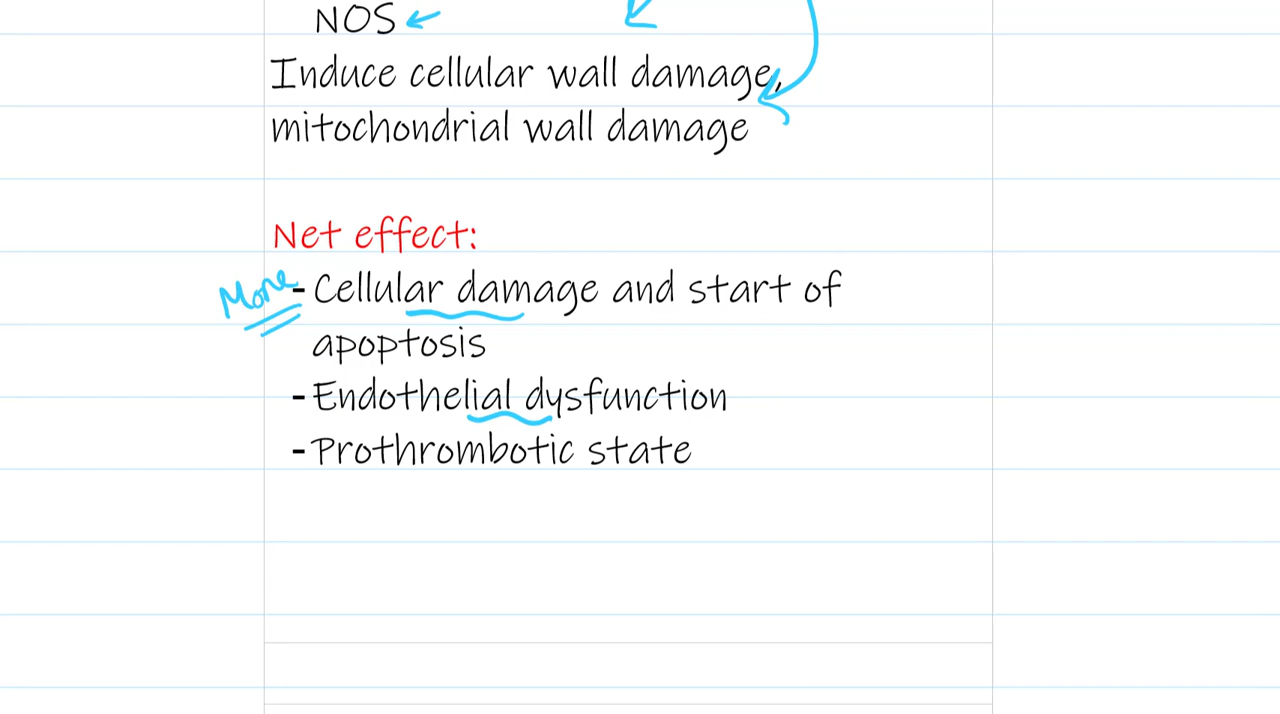 NOS
Induce cellular wall damage,
mitochondrial wall damage
Net effect:
More - Cellular damage and start of
apoptosis
- Endothelial dysfunction
- Prothrombotic state